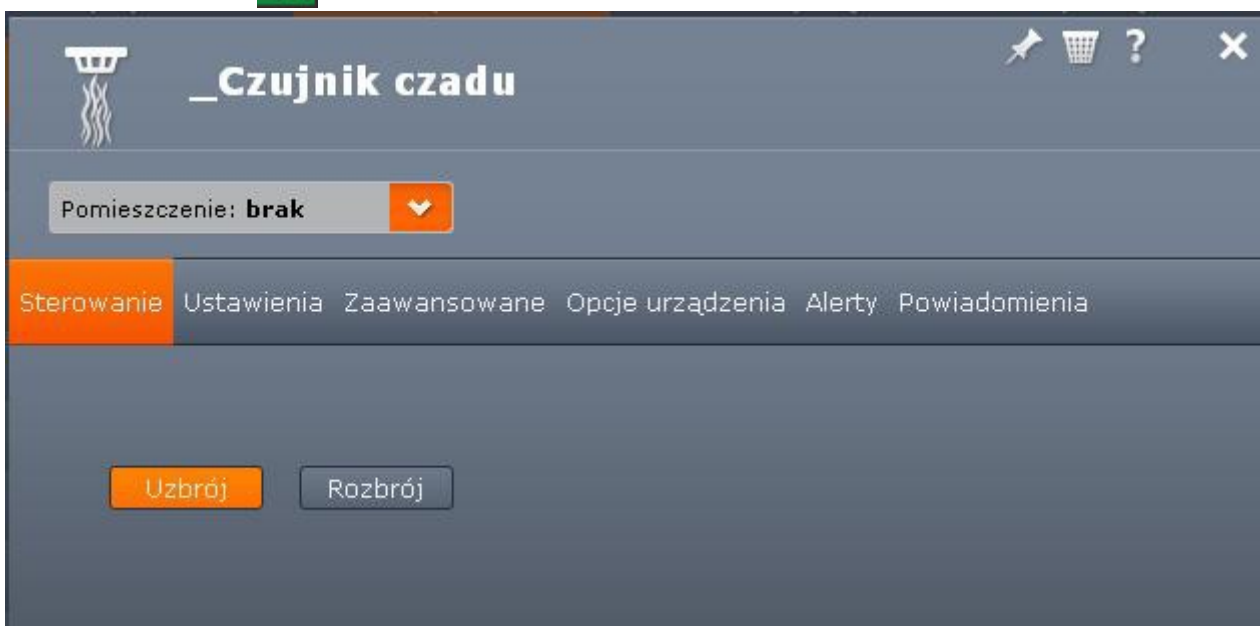 _Czujnik czadu
?
Pomieszczenie: brak
Sterowanie Ustawienia Zaawansowane Opcje urządzenia Alerty Powiadomienia
Uzbrój Rozbrój